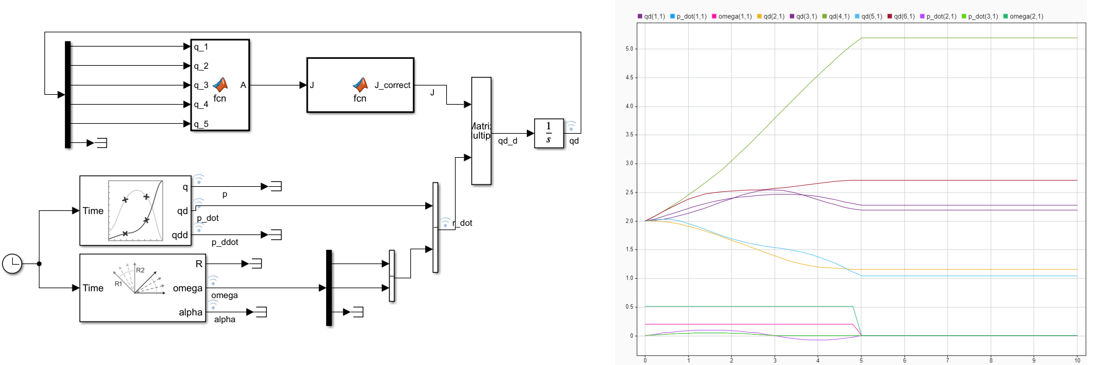 q_1
q_2
q_3
q_4
q_5
fcn
A
J
fcn
J_correct
J
Matrix
Multiply
qd_d
1
s
qd
Time
q
qd
qdd
p
p_dot
p_ddot
r_dot
Time
R1
R2
R
omega
alpha
omega
alpha
qd(1,1) p_dot(1,1) omega(1,1) qd(2,1) qd(3,1) qd(4,1) qd(5,1) qd(6,1) p_dot(2,1) p_dot(3,1) omega(2,1)
5.0
4.5
4.0
3.5
3.0
2.5
2.0
1.5
1.0
0.5
0
0 1 2 3 4 5 6 7 8 9 10